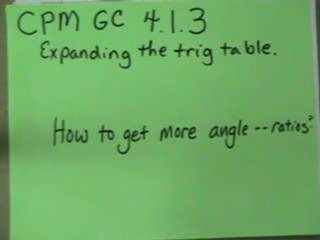 CPM GC 4.1.3
Expanding the trig table.
How to get more angle--ratios?